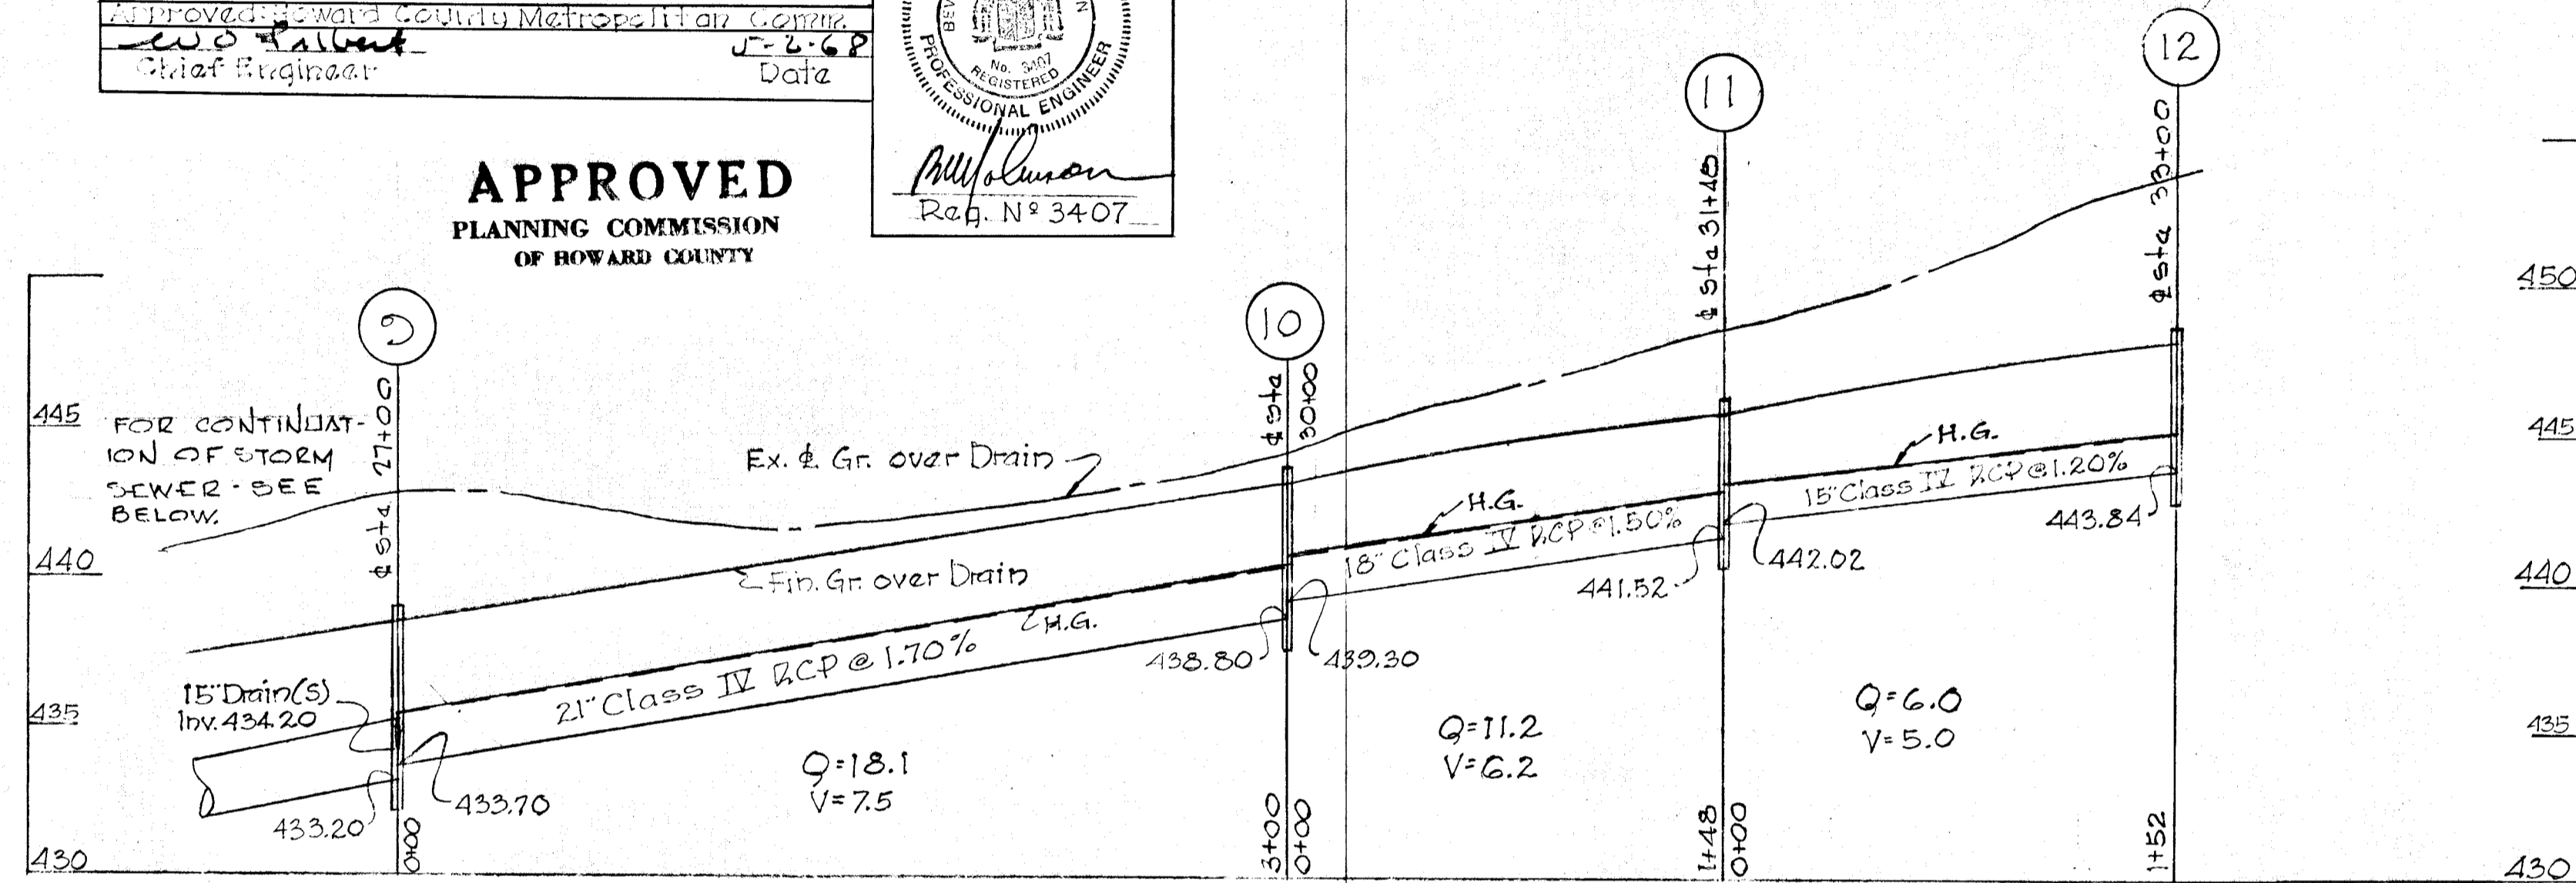 Approved: Howard County Metropolitan Comm.
5-2-68
Chief Engineer
Date
No. 3407
REGISTERED
PROFESSIONAL ENGINEER
Reg. Nº 3407
APPROVED
PLANNING COMMISSION
OF HOWARD COUNTY
9
10
11
12
℄ Sta 27+00
℄ Sta
30+00
℄ Sta 31+48
℄ Sta 33+00
450
445
445
440
440
435
435
430
430
FOR CONTINUAT-
ION OF STORM
SEWER - SEE
BELOW.
Ex. ℄ Gr. over Drain
Fin. Gr. over Drain
H.G.
H.G.
H.G.
21" Class IV RCP @ 1.70%
18" Class IV RCP @ 1.50%
15" Class IV RCP @ 1.20%
15" Drain(S)
Inv. 434.20
433.20
433.70
438.80
439.30
441.52
442.02
443.84
Q=18.1
V=7.5
Q=11.2
V=6.2
Q=6.0
V=5.0
0+00
3+00
0+00
1+48
0+00
1+52